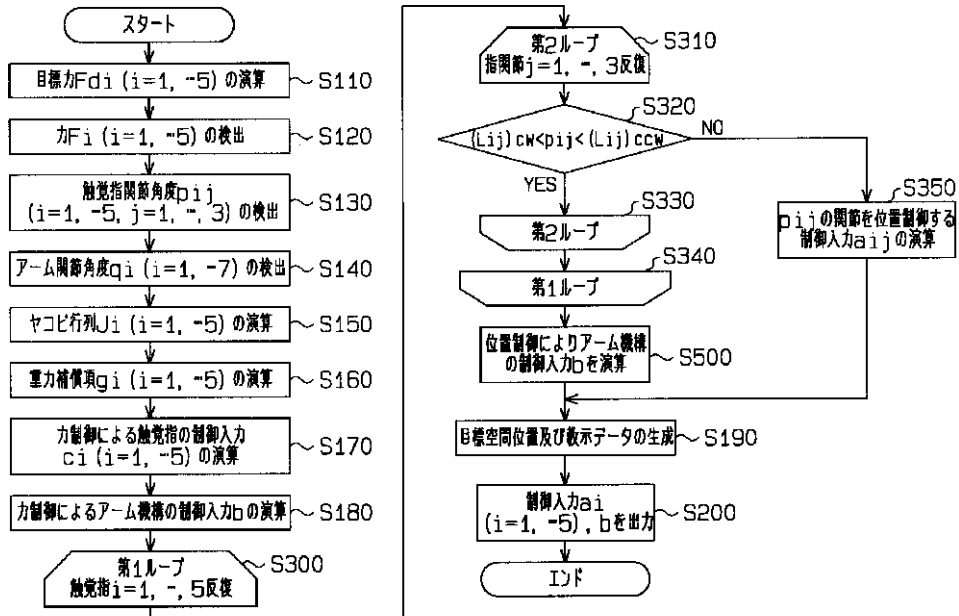 スタート
目標力Fdi (i=1, -5) の演算
S110
力Fi (i=1, -5) の検出
S120
触覚指関節角度pij
(i=1, -5, j=1, -, 3) の検出
S130
アーム関節角度qi (i=1, -7) の検出
S140
ヤコビ行列Ji (i=1, -5) の演算
S150
重力補償項gi (i=1, -5) の演算
S160
力制御による触覚指の制御入力
ci (i=1, -5) の演算
S170
力制御によるアーム機構の制御入力bの演算
S180
第1ループ
触覚指i=1, -, 5反復
S300
第2ループ
指関節j=1, -, 3反復
S310
S320
(Lij) cw<pij< (Lij) ccw
NO
YES
S330
第2ループ
S340
第1ループ
S350
pijの関節を位置制御する
制御入力aijの演算
位置制御によりアーム機構
の制御入力bを演算
S500
目標空間位置及び教示データの生成
S190
制御入力ai
(i=1, -5) , bを出力
S200
エンド